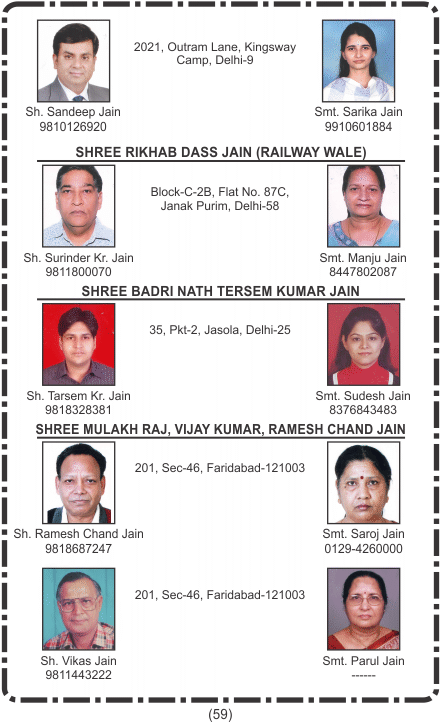 2021, Outram Lane, Kingsway
Camp, Delhi-9
Sh. Sandeep Jain
Smt. Sarika Jain
9810126920
9910601884
SHREE RIKHAB DASS JAIN (RAILWAY WALE)
Block-C-2B, Flat No. 87C,
Janak Purim, Delhi-58
Sh. Surinder Kr. Jain
Smt. Manju Jain
9811800070
8447802087
SHREE BADRI NATH TERSEM KUMAR JAIN
35, Pkt-2, Jasola, Delhi-25
Sh. Tarsem Kr. Jain
Smt. Sudesh Jain
9818328381
8376843483
SHREE MULAKH RAJ, VIJAY KUMAR, RAMESH CHAND JAIN
201, Sec-46, Faridabad-121003
Sh. Ramesh Chand Jain
Smt. Saroj Jain
9818687247
0129-4260000
201, Sec-46, Faridabad-121003
Sh. Vikas Jain
Smt. Parul Jain
9811443222
------
(59)